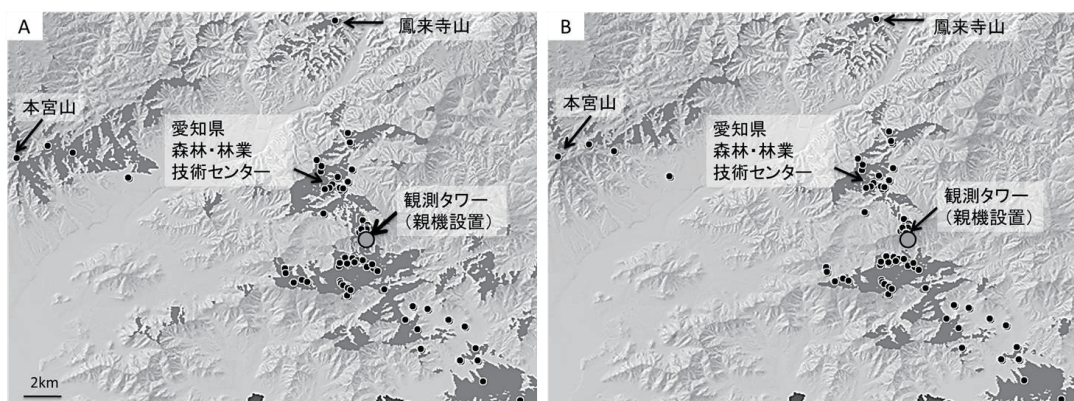 A
鳳来寺山
本宮山
愛知県
森林・林業
技術センター
観測タワー
（親機設置）
2km
B
鳳来寺山
本宮山
愛知県
森林・林業
技術センター
観測タワー
（親機設置）